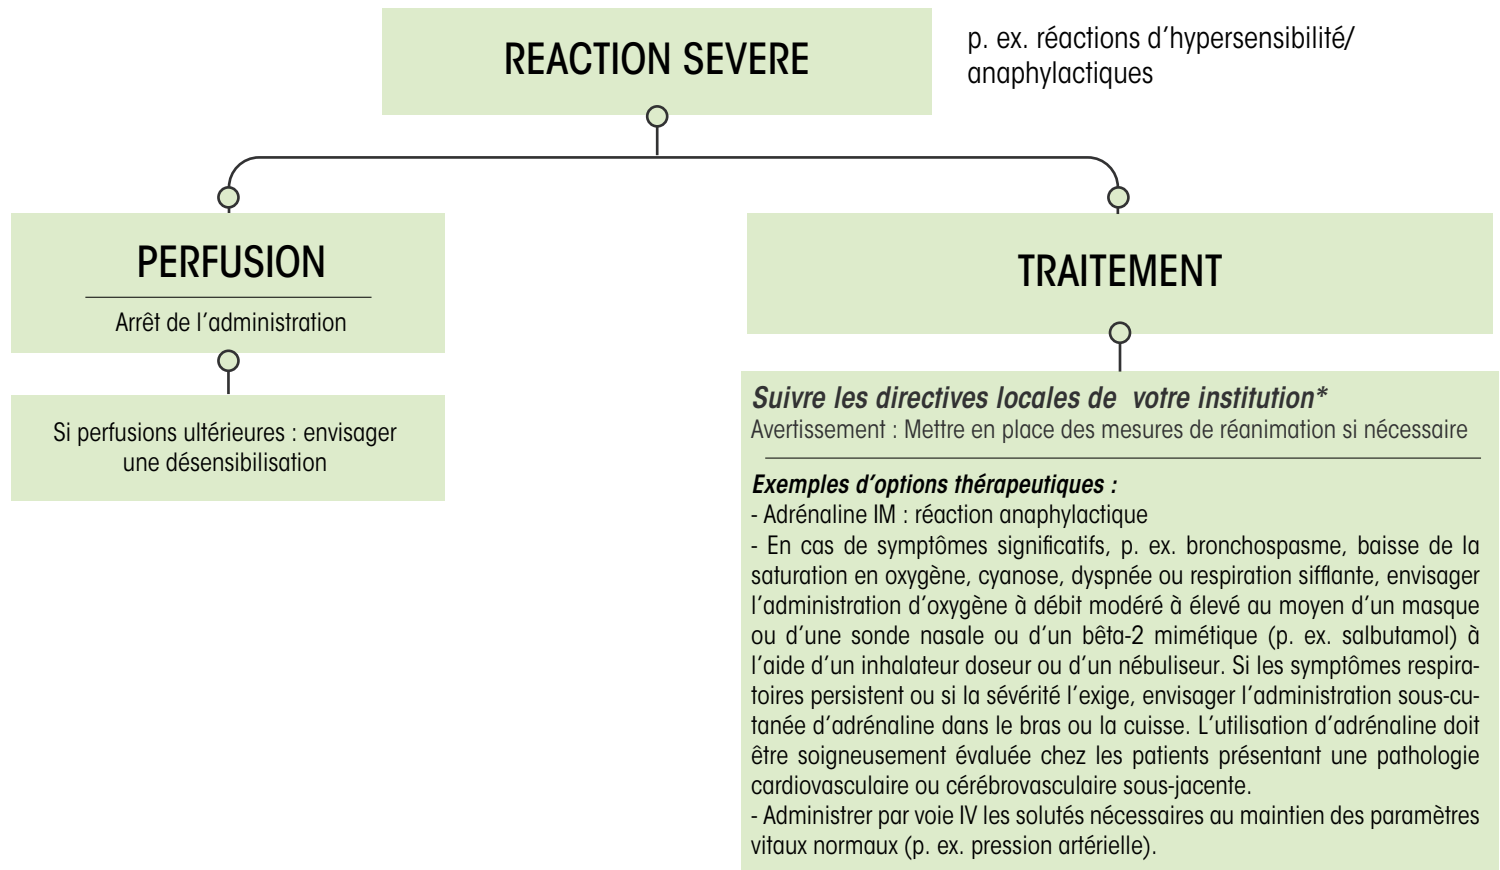 REACTION SEVERE
p. ex. réactions d’hypersensibilité/
anaphylactiques
PERFUSION
Arrêt de l’administration
Si perfusions ultérieures : envisager
une désensibilisation
TRAITEMENT
Suivre les directives locales de votre institution*
Avertissement : Mettre en place des mesures de réanimation si nécessaire
Exemples d’options thérapeutiques :
- Adrénaline IM : réaction anaphylactique
- En cas de symptômes significatifs, p. ex. bronchospasme, baisse de la
saturation en oxygène, cyanose, dyspnée ou respiration sifflante, envisager
l’administration d’oxygène à débit modéré à élevé au moyen d’un masque
ou d’une sonde nasale ou d’un bêta-2 mimétique (p. ex. salbutamol) à
l’aide d’un inhalateur doseur ou d’un nébuliseur. Si les symptômes respira-
toires persistent ou si la sévérité l’exige, envisager l’administration sous-cu-
tanée d’adrénaline dans le bras ou la cuisse. L’utilisation d’adrénaline doit
être soigneusement évaluée chez les patients présentant une pathologie
cardiovasculaire ou cérébrovasculaire sous-jacente.
- Administrer par voie IV les solutés nécessaires au maintien des paramètres
vitaux normaux (p. ex. pression artérielle).